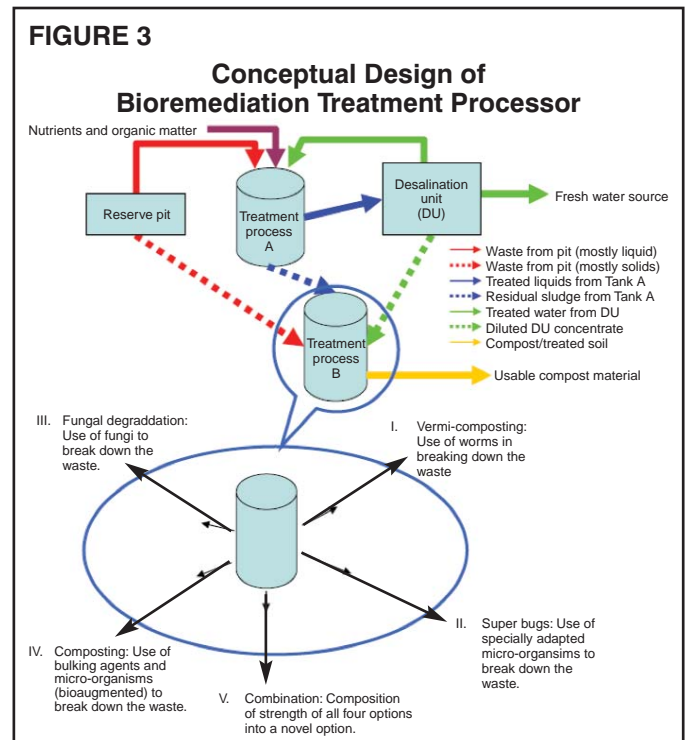 FIGURE 3
Conceptual Design of
Bioremediation Treatment Processor
Nutrients and organic matter
Reserve pit
Treatment
process
A
Desalination
unit
(DU)
Fresh water source
Waste from pit (mostly liquid)
Waste from pit (mostly solids)
Treated liquids from Tank A
Residual sludge from Tank A
Treated water from DU
Diluted DU concentrate
Compost/treated soil
Treatment
process
B
Usable compost material
III. Fungal degraddation:
Use of fungi to
break down the
waste.
I. Vermi-composting:
Use of worms in
breaking down the
waste
II. Super bugs: Use of
specially adapted
micro-organsims to
break down the
waste.
IV. Composting: Use of
bulking agents and
micro-organisms
(bioaugmented) to
break down the waste.
V. Combination: Composition
of strength of all four options
into a novel option.